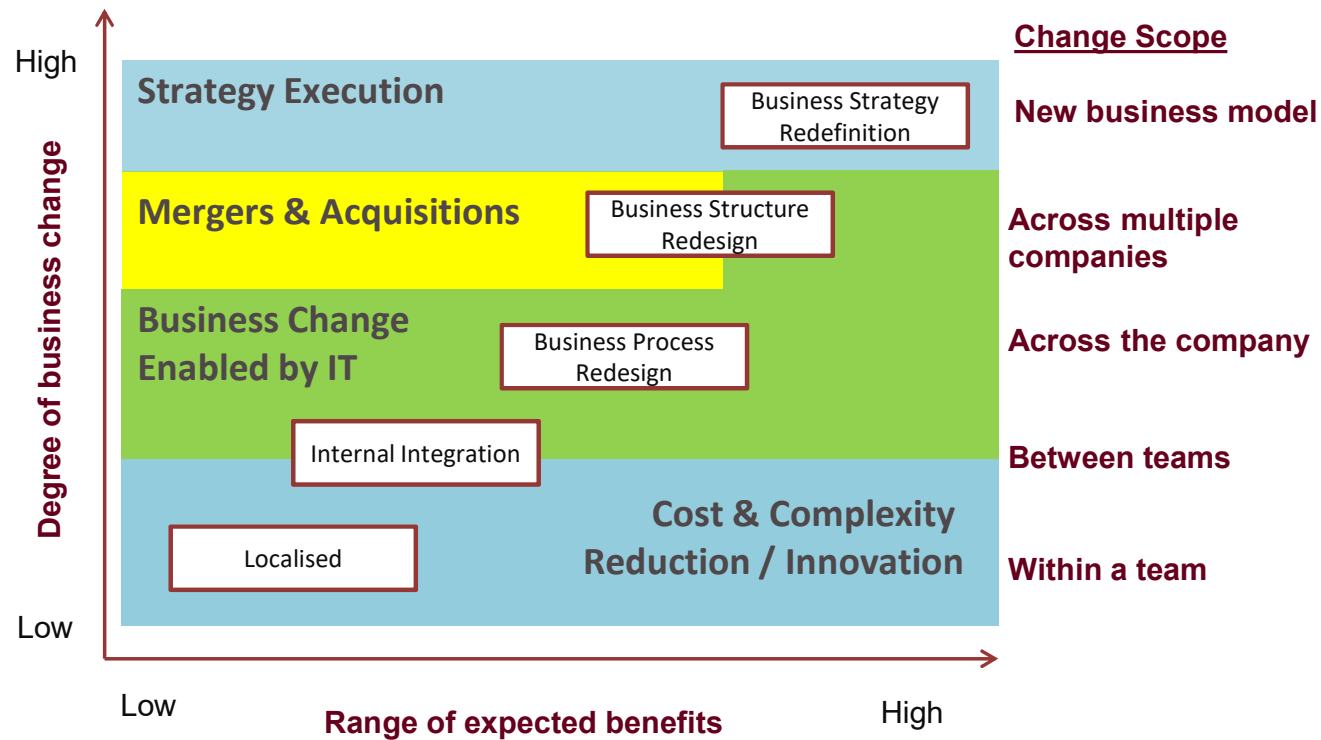 Change Scope
High
Strategy Execution
Business Strategy
Redefinition
New business model
Mergers & Acquisitions
Business Structure
Redesign
Across multiple
companies
Business Change
Enabled by IT
Business Process
Redesign
Across the company
Degree of business change
Internal Integration
Between teams
Cost & Complexity
Reduction / Innovation
Localised
Within a team
Low
Low
Range of expected benefits
High